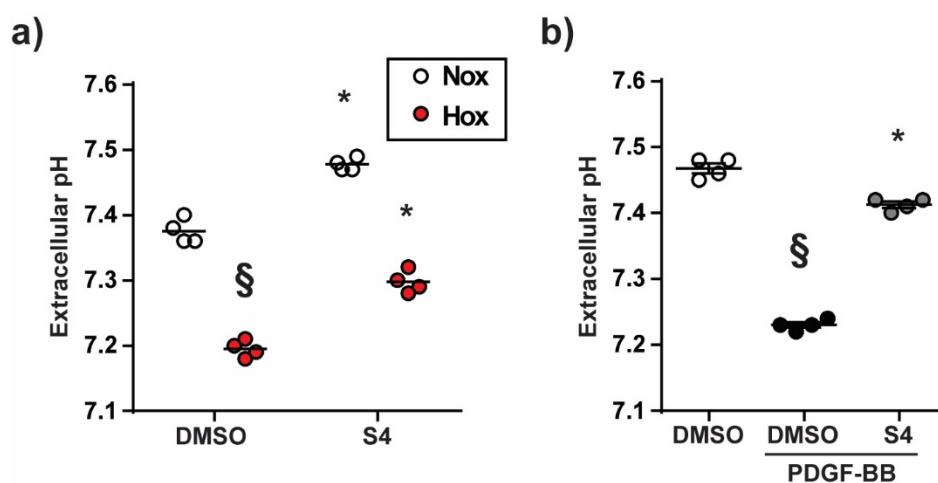 a)
Extracellular pH
7.6
7.5
7.4
7.3
7.2
7.1
Nox
Hox
*
*
§
DMSO S4
b)
Extracellular pH
7.6
7.5
7.4
7.3
7.2
7.1
*
§
DMSO DMSO S4
PDGF-BB